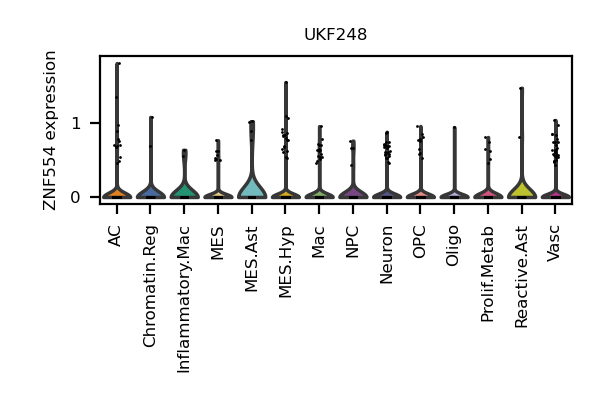 UKF248
ZNF554 expression
1
0
AC
Chromatin.Reg
Inflammatory.Mac
MES
MES.Ast
MES.Hyp
Mac
NPC
Neuron
OPC
Oligo
Prolif.Metab
Reactive.Ast
Vasc